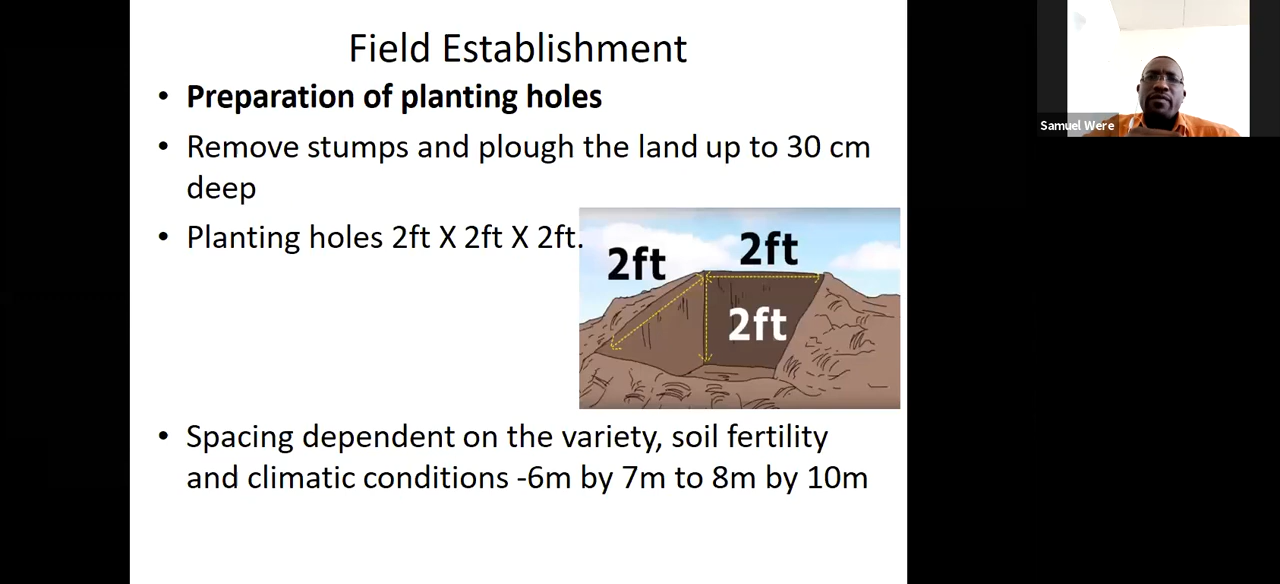 Field Establishment
• Preparation of planting holes
• Remove stumps and plough the land up to 30 cm
deep
• Planting holes 2ft X 2ft X 2ft.
2ft
2ft
2ft
• Spacing dependent on the variety, soil fertility
and climatic conditions -6m by 7m to 8m by 10m
Samuel Were